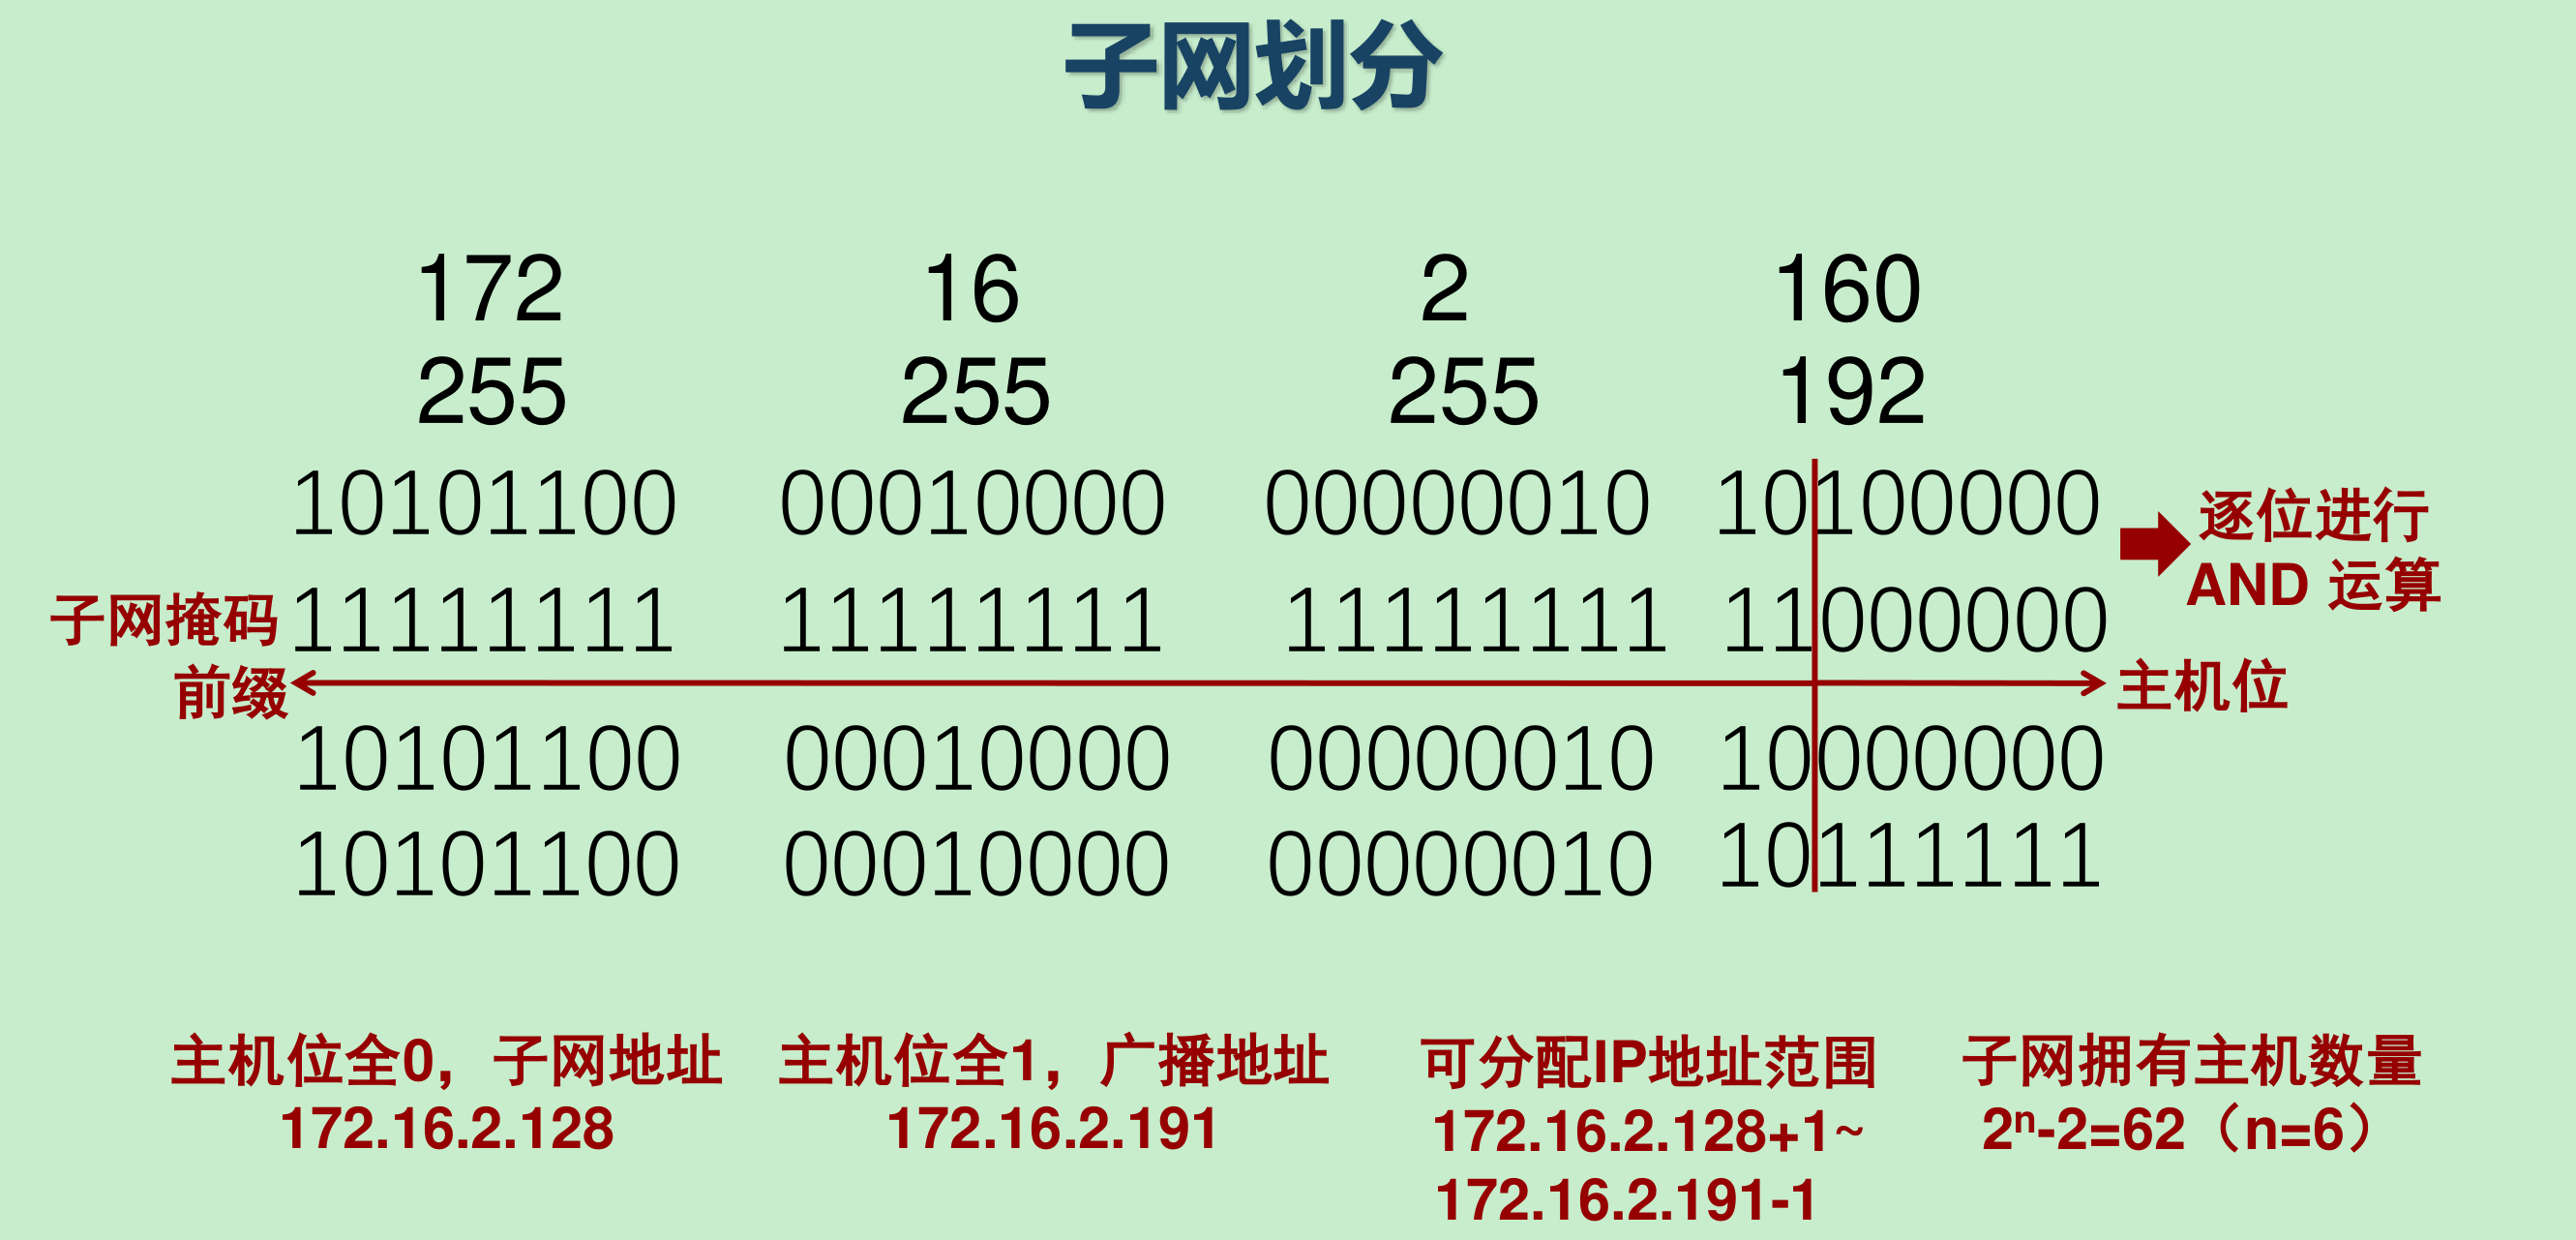 子网划分
172 16 2 160
255 255 255 192
10101100 00010000 00000010 10100000
逐位进行
AND 运算
子网掩码 11111111 11111111 11111111 11000000
前缀 主机位
10101100 00010000 00000010 10000000
10101100 00010000 00000010 10111111
主机位全0，子网地址
172.16.2.128
主机位全1，广播地址
172.16.2.191
可分配IP地址范围
172.16.2.128+1~
172.16.2.191-1
子网拥有主机数量
2ⁿ-2=62（n=6）